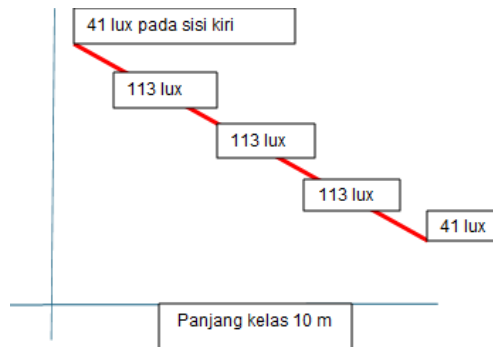 41 lux pada sisi kiri
113 lux
113 lux
113 lux
41 lux
Panjang kelas 10 m